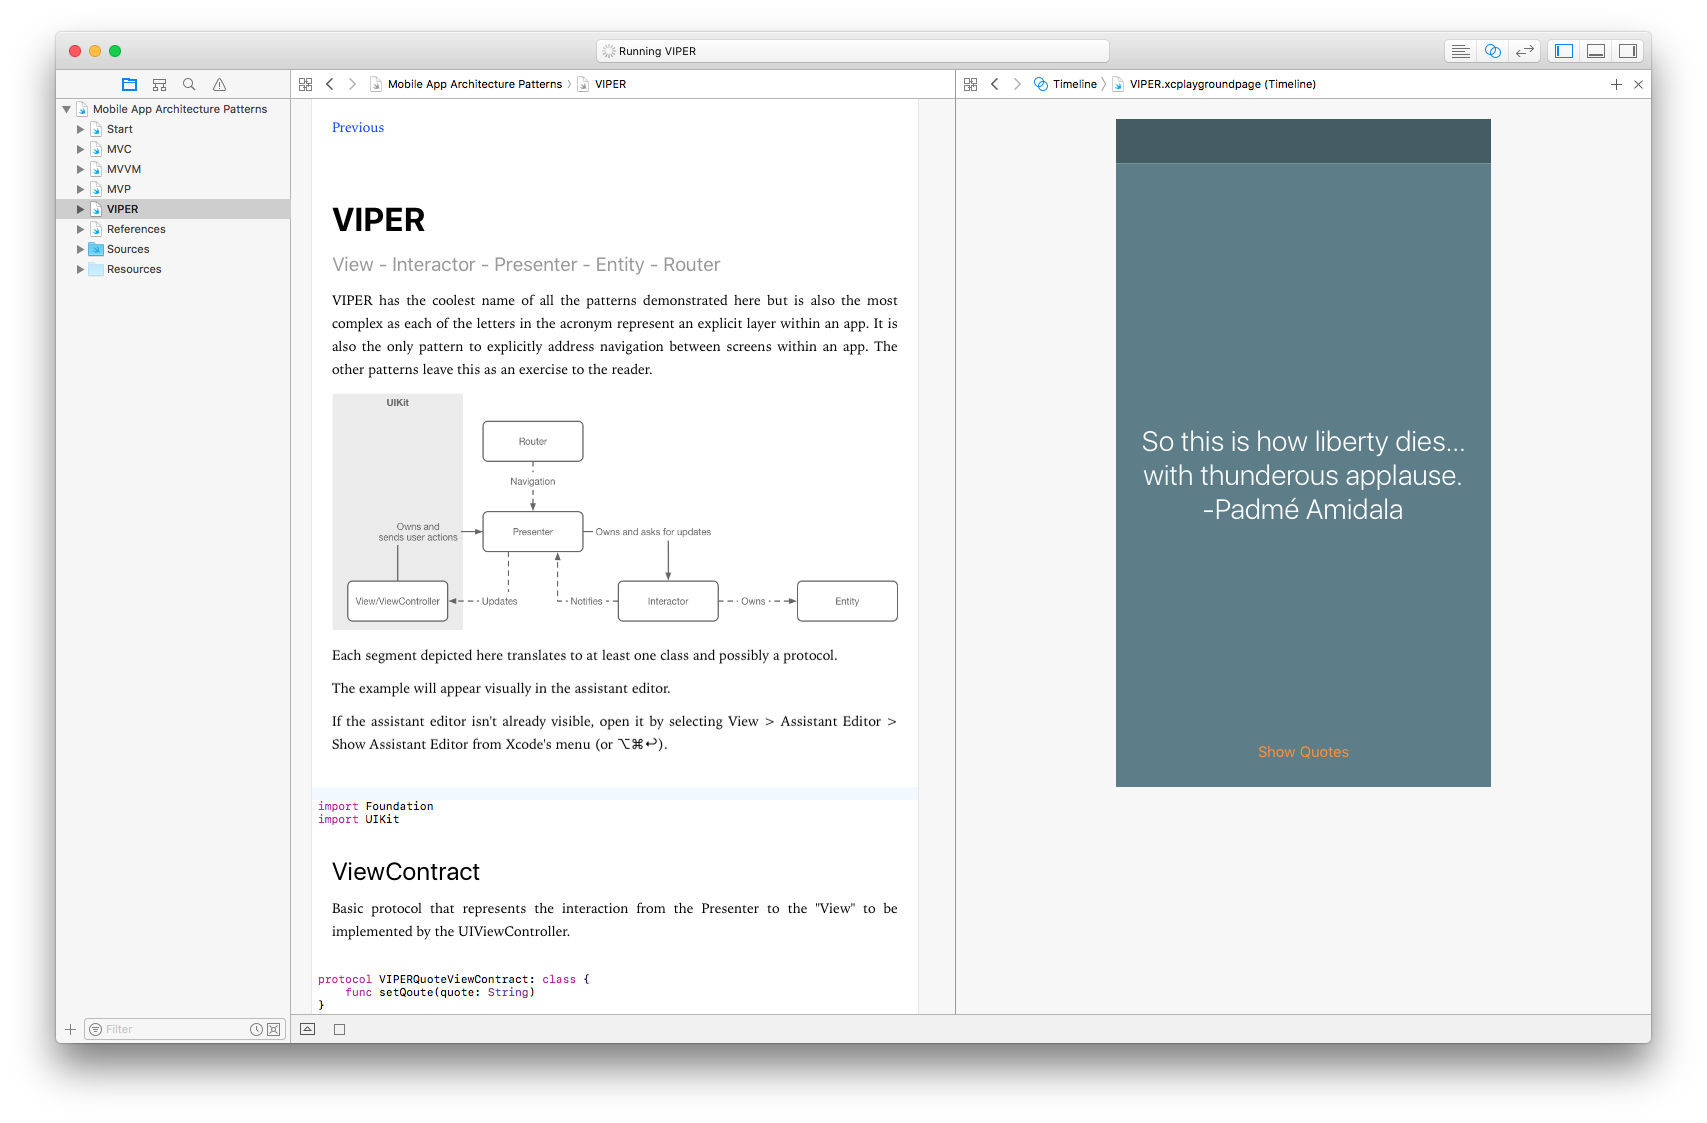 Running VIPER
Mobile App Architecture Patterns
Start
MVC
MVVM
MVP
VIPER
References
Sources
Resources
Filter
Mobile App Architecture Patterns 〉 VIPER
Previous
VIPER
View - Interactor - Presenter - Entity - Router
VIPER has the coolest name of all the patterns demonstrated here but is also the most
complex as each of the letters in the acronym represent an explicit layer within an app. It is
also the only pattern to explicitly address navigation between screens within an app. The
other patterns leave this as an exercise to the reader.
UIKit
Router
Navigation
Owns and
sends user actions
Presenter
Owns and asks for updates
View/ViewController
Updates
Notifies
Interactor
Owns
Entity
Each segment depicted here translates to at least one class and possibly a protocol.
The example will appear visually in the assistant editor.
If the assistant editor isn't already visible, open it by selecting View > Assistant Editor >
Show Assistant Editor from Xcode's menu (or ⌥⌘↩).
import Foundation
import UIKit
ViewContract
Basic protocol that represents the interaction from the Presenter to the "View" to be
implemented by the UIViewController.
protocol VIPERQuoteViewContract: class {
    func setQoute(quote: String)
}
Timeline 〉 VIPER.xcplaygroundpage (Timeline)
So this is how liberty dies...
with thunderous applause.
-Padmé Amidala
Show Quotes